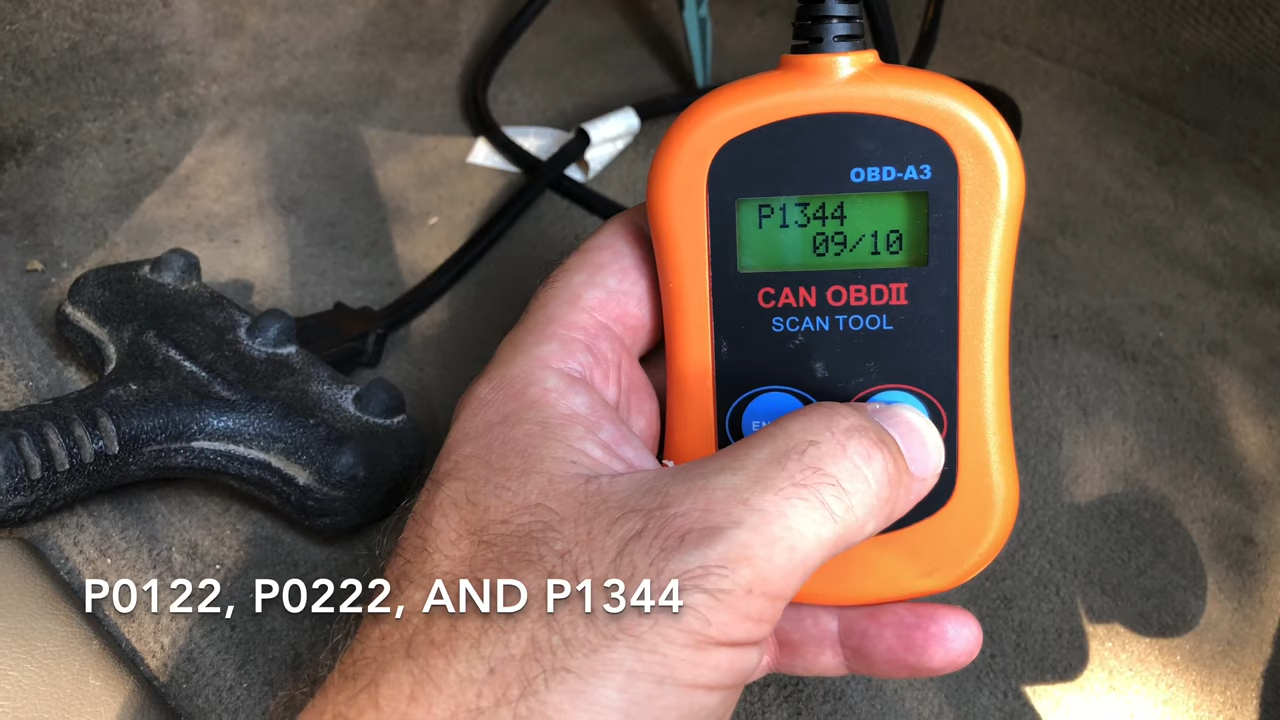 OBD-A3
P1344
09/10
CAN OBDII
SCAN TOOL
P0122, P0222, AND P1344